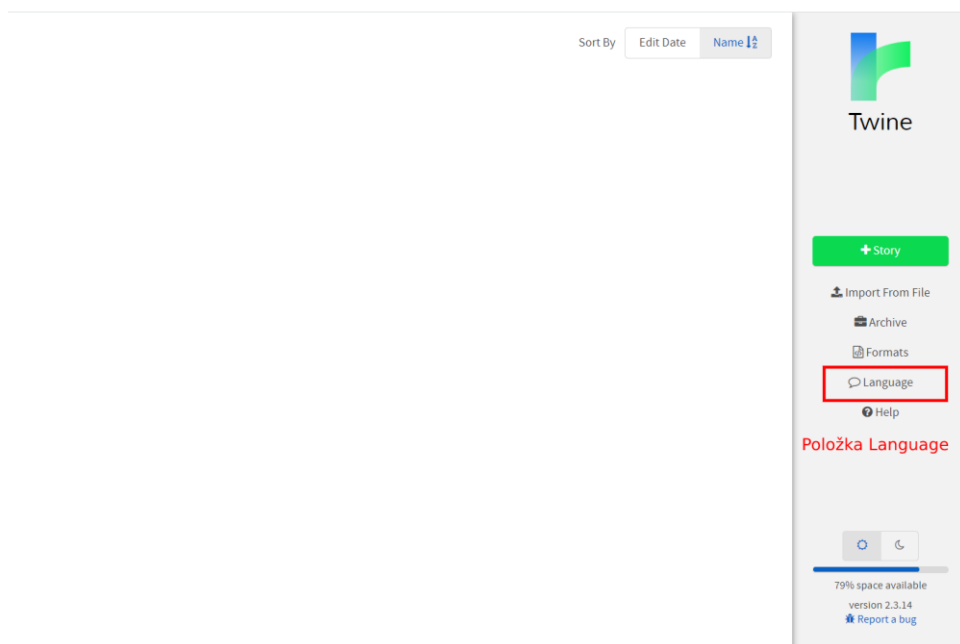 Sort By Edit Date Name
Twine
Story
Import From File
Archive
Formats
Language
Help
Položka Language
79% space available
version 2.3.14
Report a bug